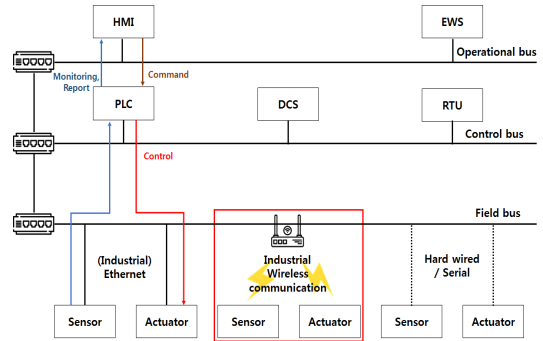 HMI
EWS
Operational bus
Monitoring,
Report
Command
PLC
DCS
RTU
Control bus
Control
Field bus
(Industrial)
Ethernet
Industrial
Wireless
communication
Hard wired
/ Serial
Sensor
Actuator
Sensor
Actuator
Sensor
Actuator